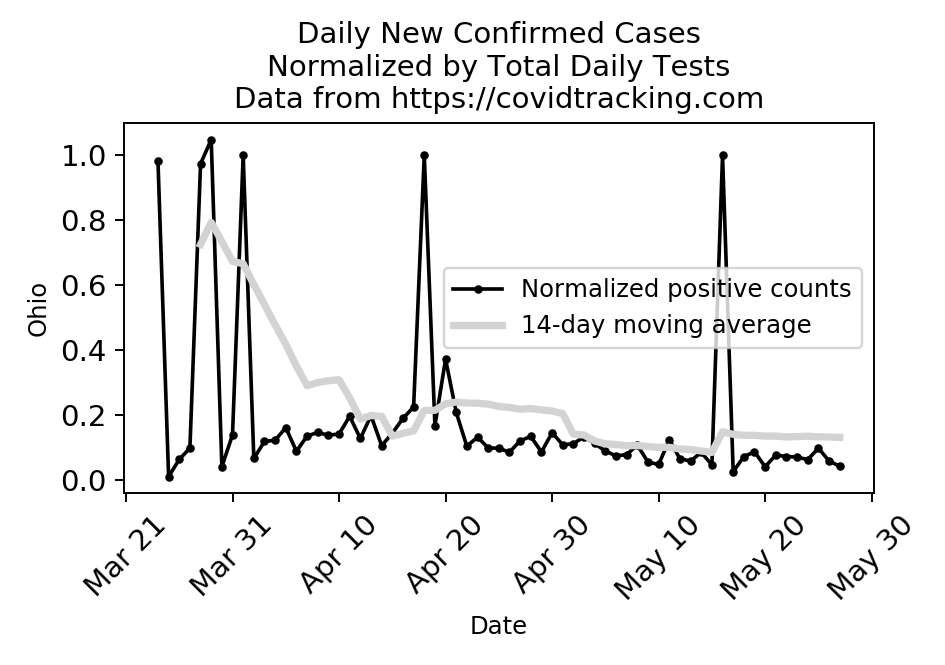 Daily New Confirmed Cases
Normalized by Total Daily Tests
Data from https://covidtracking.com
1.0
0.8
0.6
0.4
0.2
0.0
Ohio
Normalized positive counts
14-day moving average
Mar 21
Mar 31
Apr 10
Apr 20
Apr 30
May 10
May 20
May 30
Date